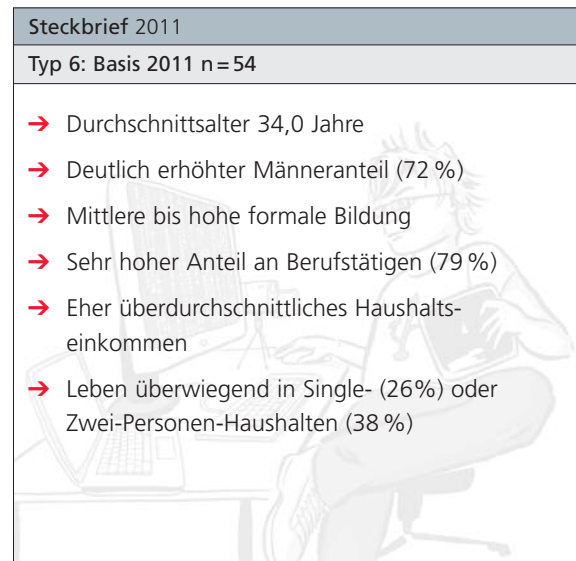 Steckbrief 2011
Typ 6: Basis 2011 n = 54
➔ Durchschnittsalter 34,0 Jahre
➔ Deutlich erhöhter Männeranteil (72 %)
➔ Mittlere bis hohe formale Bildung
➔ Sehr hoher Anteil an Berufstätigen (79 %)
➔ Eher überdurchschnittliches Haushalts-
einkommen
➔ Leben überwiegend in Single- (26%) oder
Zwei-Personen-Haushalten (38 %)